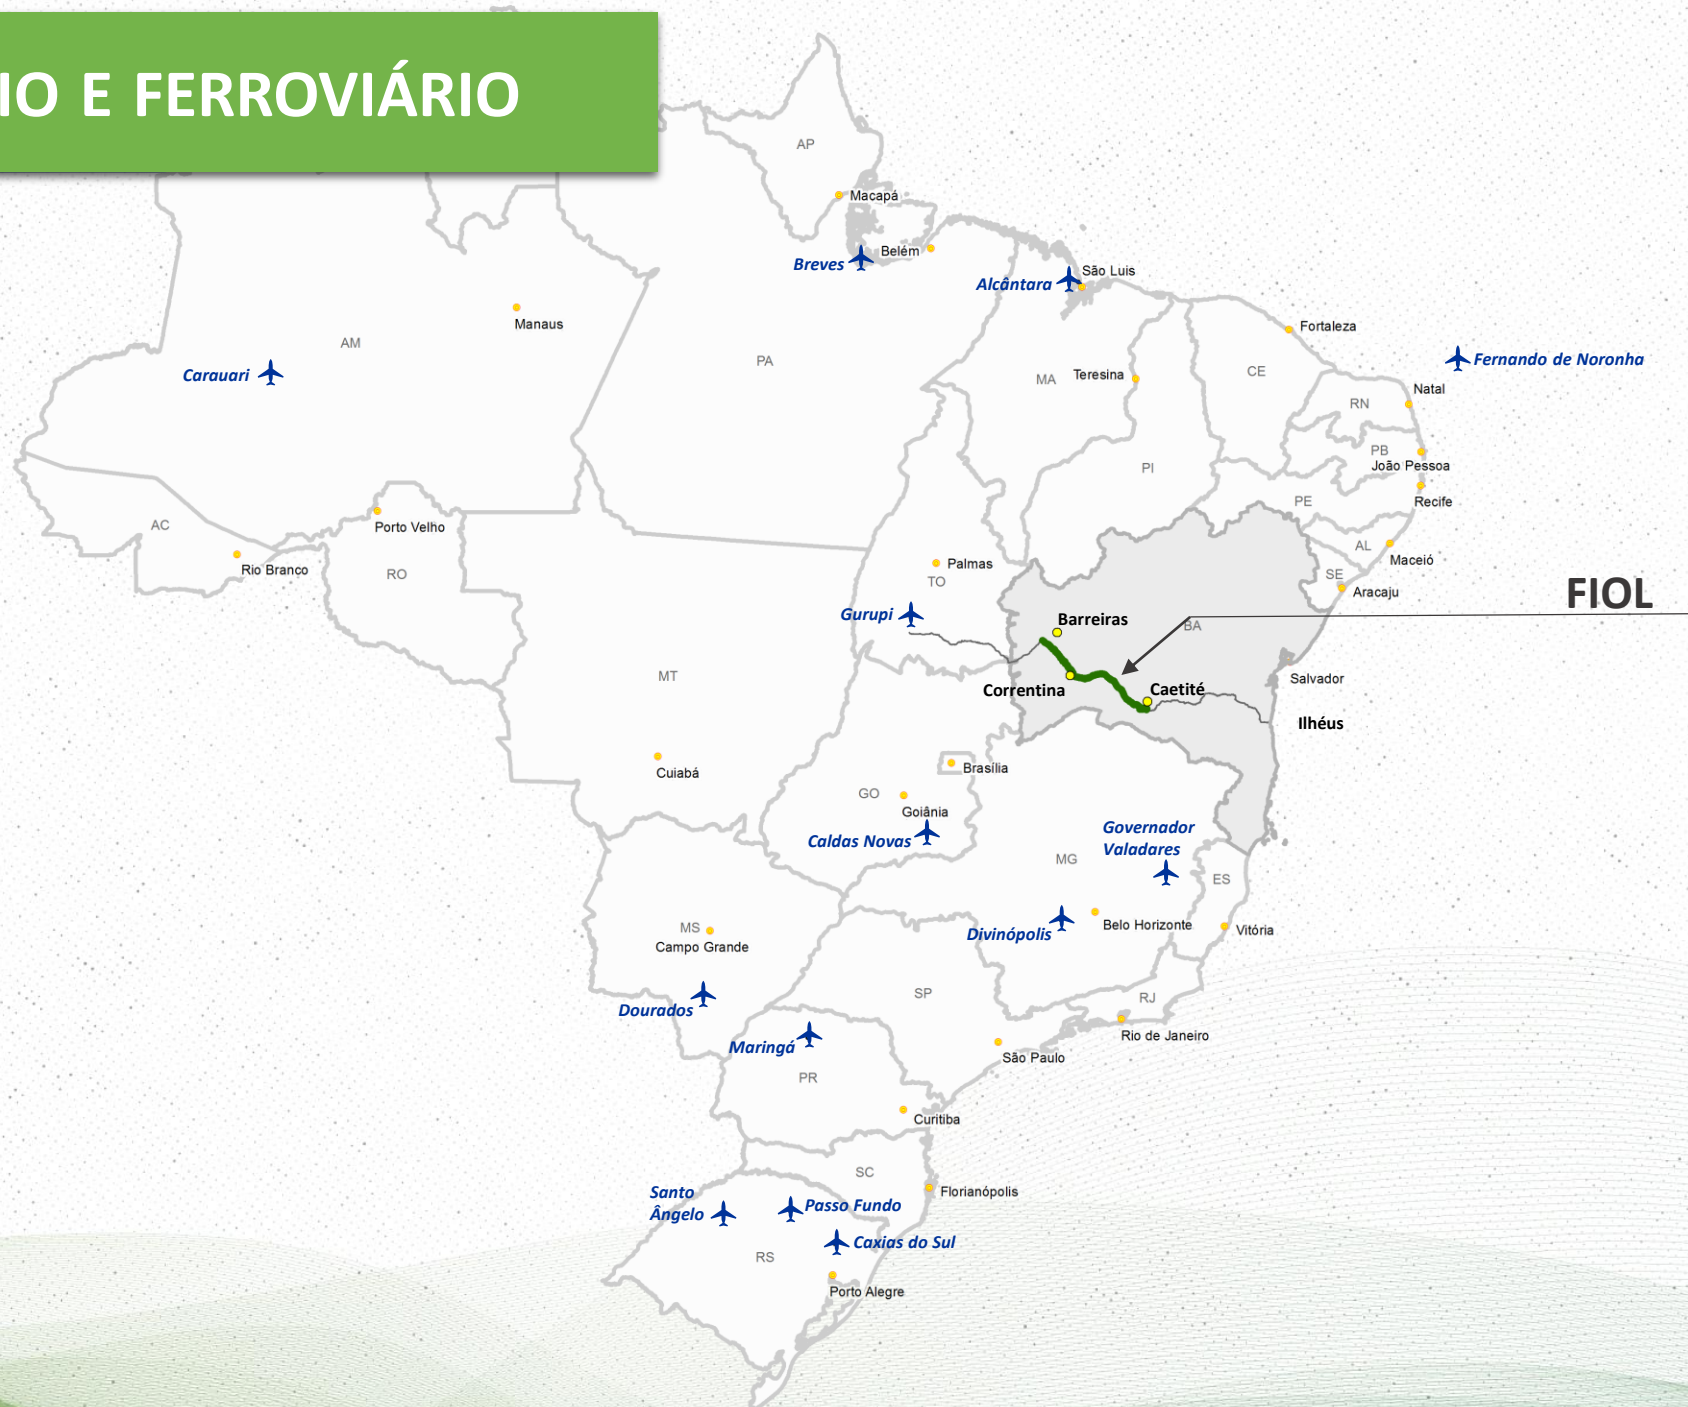 IO E FERROVIÁRIO
AP
Macapá
Belém
Breves
São Luis
Alcântara
Manaus
Fortaleza
AM
PA
Fernando de Noronha
Carauari
MA
Teresina
CE
Natal
RN
PB
João Pessoa
PI
PE
Recife
AC
Porto Velho
AL
Maceió
Rio Branco
RO
Palmas
TO
SE
Aracaju
FIOL
Gurupi
Barreiras
BA
MT
Correntina
Caetité
Salvador
Ilhéus
Cuiabá
Brasília
GO
Goiânia
Caldas Novas
Governador
Valadares
MG
ES
MS
Campo Grande
Divinópolis
Belo Horizonte
Vitória
SP
RJ
Dourados
Rio de Janeiro
Maringá
São Paulo
PR
Curitiba
SC
Santo
Ângelo
Passo Fundo
Florianópolis
Caxias do Sul
RS
Porto Alegre